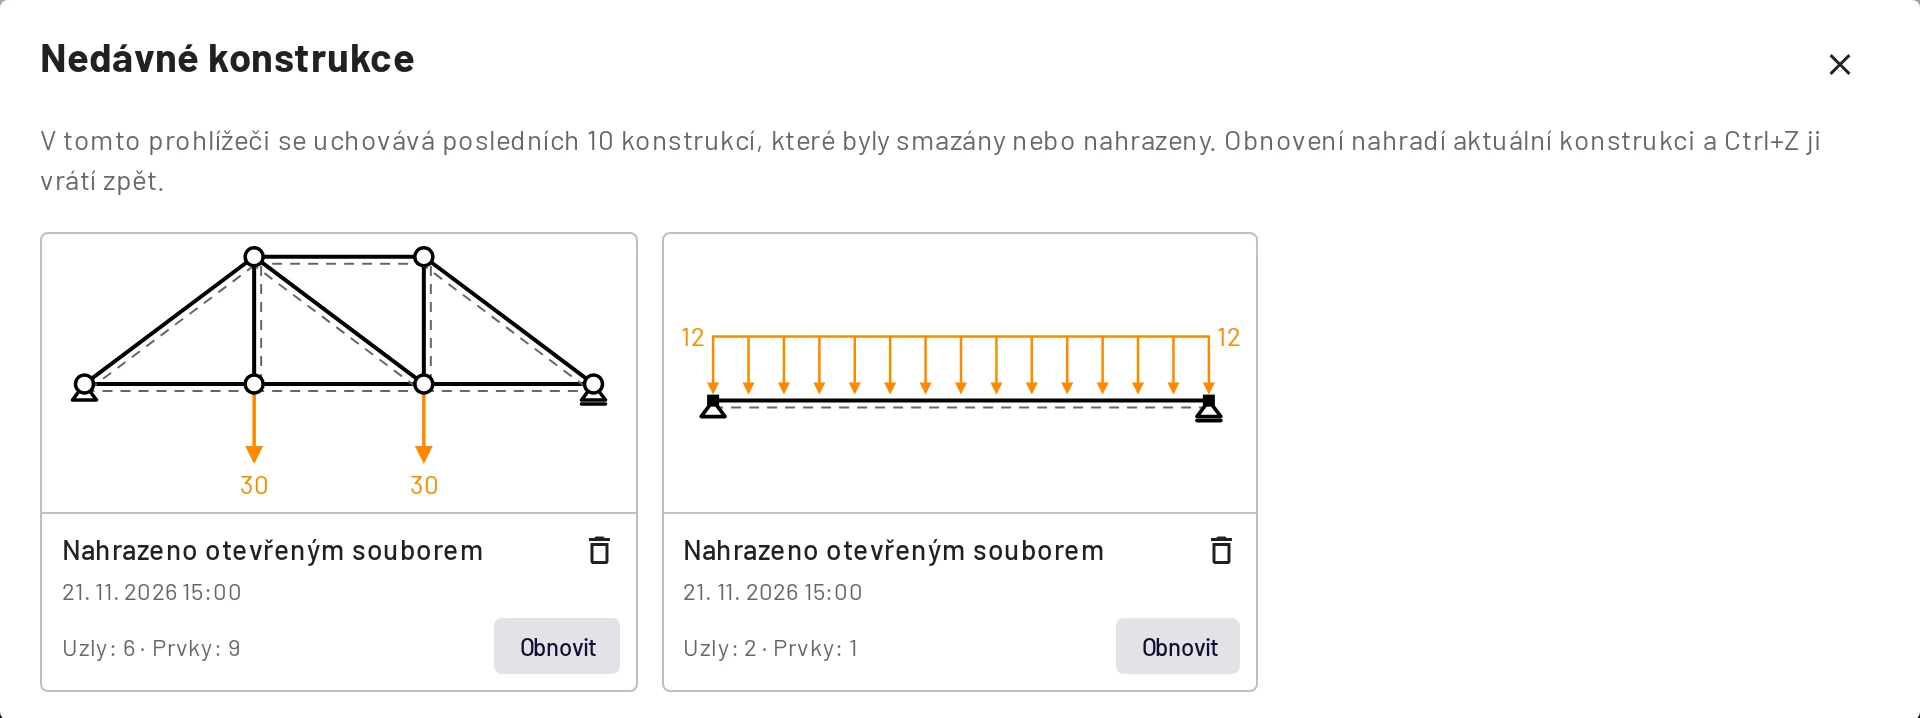 Nedávné konstrukce
V tomto prohlížeči se uchovává posledních 10 konstrukcí, které byly smazány nebo nahrazeny. Obnovení nahradí aktuální konstrukci a Ctrl+Z ji
vrátí zpět.
30 30
12 12
Nahrazeno otevřeným souborem
21. 11. 2026 15:00
Uzly: 6 · Prvky: 9
Obnovit
Nahrazeno otevřeným souborem
21. 11. 2026 15:00
Uzly: 2 · Prvky: 1
Obnovit